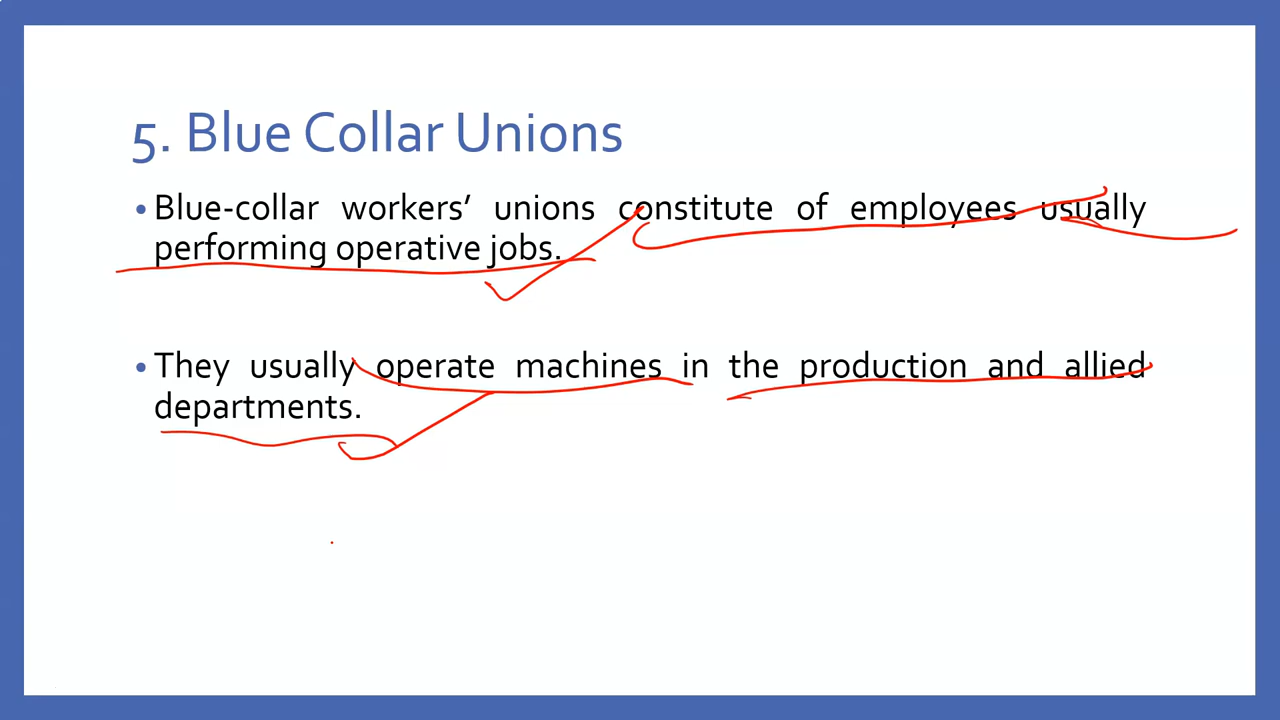 5. Blue Collar Unions
• Blue-collar workers’ unions constitute of employees usually
performing operative jobs.
• They usually operate machines in the production and allied
departments.